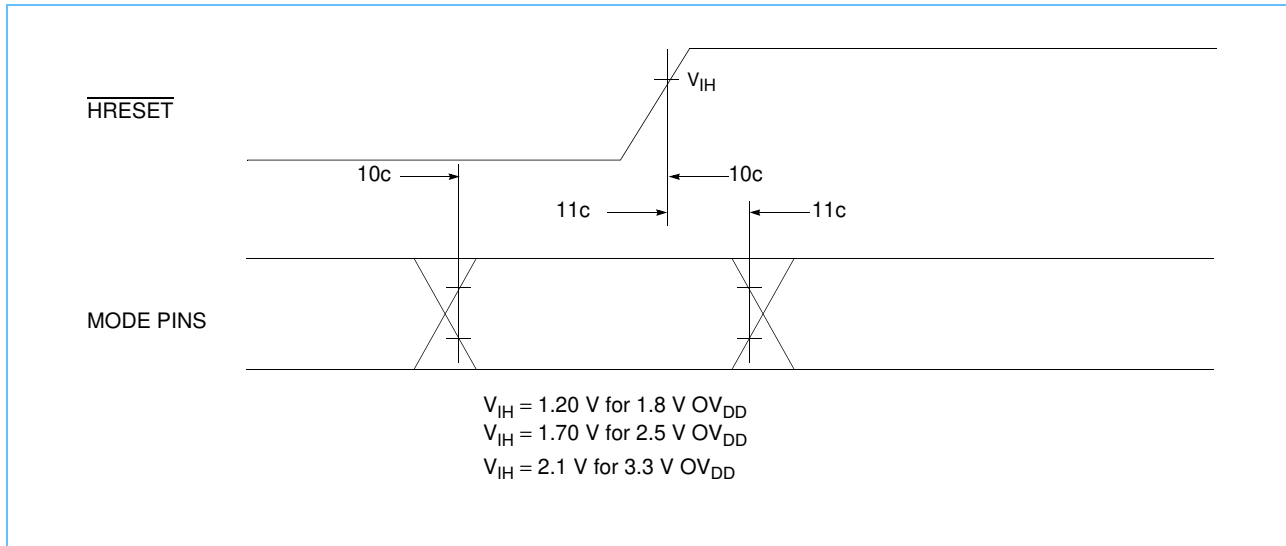 HRESET
V_IH
10c
10c
11c
11c
MODE PINS
V_IH = 1.20 V for 1.8 V OV_DD
V_IH = 1.70 V for 2.5 V OV_DD
V_IH = 2.1 V for 3.3 V OV_DD